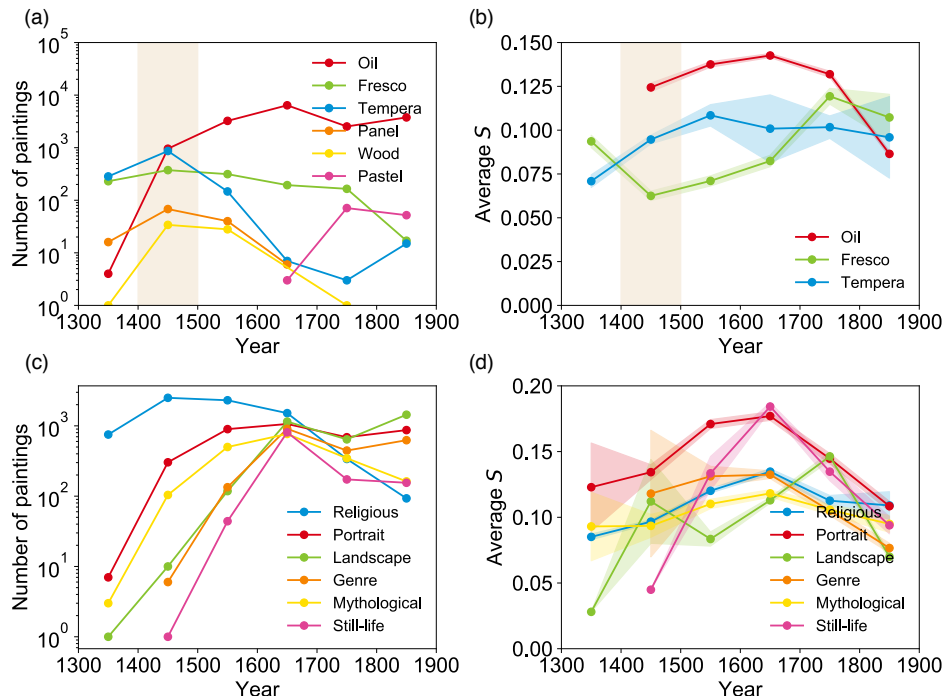 (a)
Number of paintings
10^5
10^4
10^3
10^2
10^1
10^0
Oil
Fresco
Tempera
Panel
Wood
Pastel
1300 1400 1500 1600 1700 1800 1900
Year
(b)
Average S
0.150
0.125
0.100
0.075
0.050
0.025
0.000
Oil
Fresco
Tempera
1300 1400 1500 1600 1700 1800 1900
Year
(c)
Number of paintings
10^3
10^2
10^1
10^0
Religious
Portrait
Landscape
Genre
Mythological
Still-life
1300 1400 1500 1600 1700 1800 1900
Year
(d)
Average S
0.20
0.15
0.10
0.05
0.00
Religious
Portrait
Landscape
Genre
Mythological
Still-life
1300 1400 1500 1600 1700 1800 1900
Year